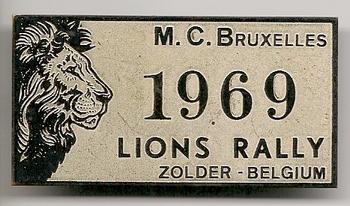 M. C. BRUXELLES
1969
LIONS RALLY
ZOLDER - BELGIUM